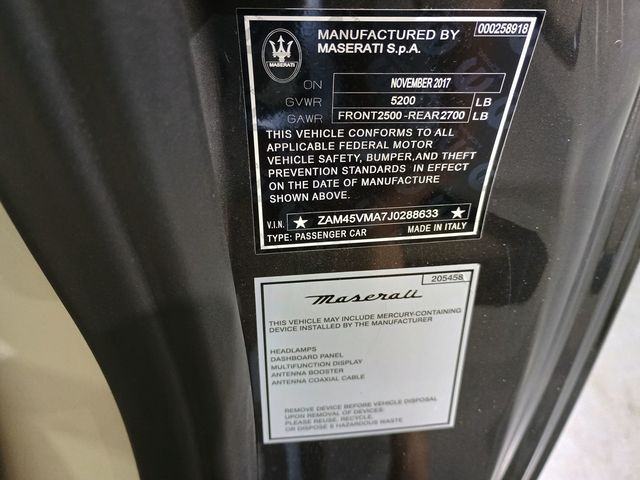 MANUFACTURED BY
MASERATI S.p.A.
000258918
MASERATI
ON NOVEMBER 2017
GVWR 5200 LB
GAWR FRONT2500-REAR2700 LB
THIS VEHICLE CONFORMS TO ALL
APPLICABLE FEDERAL MOTOR
VEHICLE SAFETY, BUMPER,AND THEFT
PREVENTION STANDARDS IN EFFECT
ON THE DATE OF MANUFACTURE
SHOWN ABOVE.
V.I.N. ★ ZAM45VMA7J0288633 ★
TYPE: PASSENGER CAR MADE IN ITALY
205458
Maserati
THIS VEHICLE MAY INCLUDE MERCURY-CONTAINING
DEVICE INSTALLED BY THE MANUFACTURER
HEADLAMPS
DASHBOARD PANEL
MULTIFUNCTION DISPLAY
ANTENNA BOOSTER
ANTENNA COAXIAL CABLE
REMOVE DEVICE BEFORE VEHICLE DISPOSAL
UPON REMOVAL OF DEVICES:
PLEASE REUSE, RECYCLE,
OR DISPOSE S HAZARDOUS WASTE